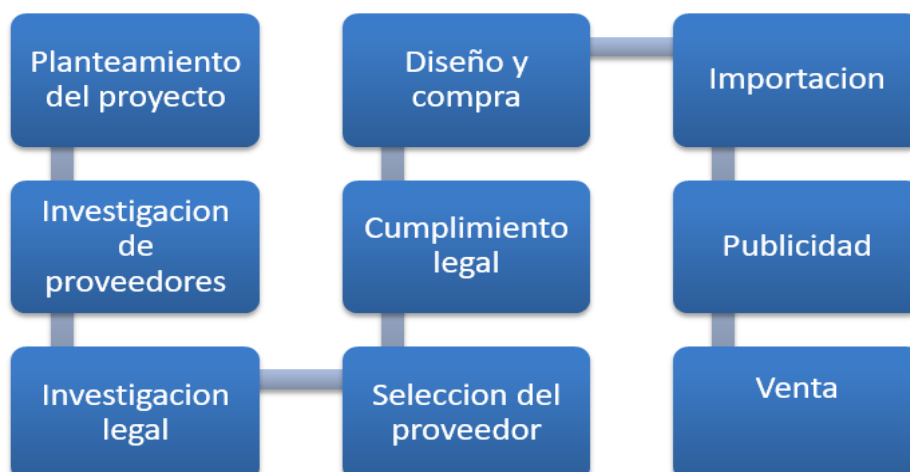 Planteamiento
del proyecto
Investigacion
de
proveedores
Investigacion
legal
Seleccion del
proveedor
Cumplimiento
legal
Diseño y
compra
Importacion
Publicidad
Venta